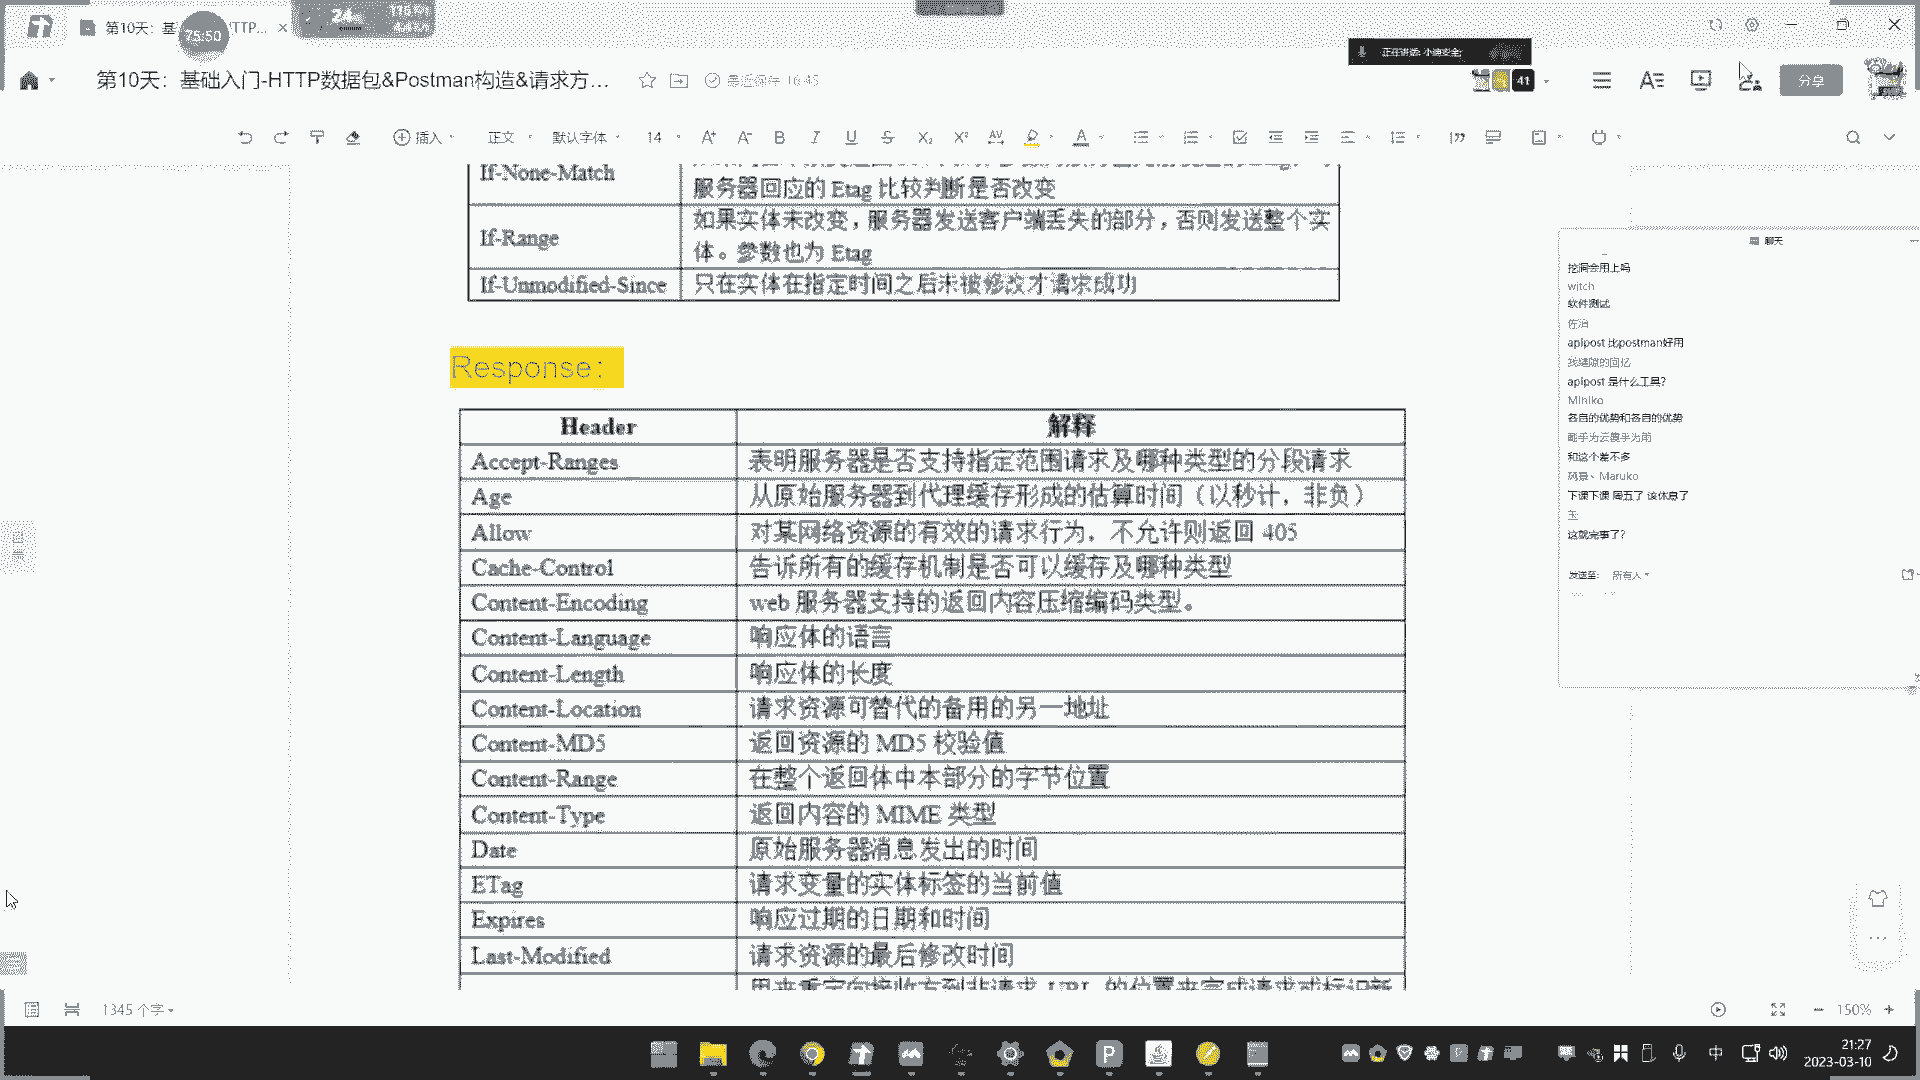 第10天：基
TTP...
75:50
24
正在讲话: 小迪安全;
第10天：基础入门-HTTP数据包&Postman构造&请求方...
最近保存 16:45
41
分享
插入
正文
默认字体
14
If-None-Match
服务器回应的 Etag 比较判断是否改变
If-Range
如果实体未改变，服务器发送客户端丢失的部分，否则发送整个实
体。参数也为 Etag
If-Unmodified-Since
只在实体在指定时间之后未被修改才请求成功
Response：
Header
解释
Accept-Ranges
表明服务器是否支持指定范围请求及哪种类型的分段请求
Age
从原始服务器到代理缓存形成的估算时间（以秒计，非负）
Allow
对某网络资源的有效的请求行为，不允许则返回 405
Cache-Control
告诉所有的缓存机制是否可以缓存及哪种类型
Content-Encoding
web 服务器支持的返回内容压缩编码类型。
Content-Language
响应体的语言
Content-Length
响应体的长度
Content-Location
请求资源可替代的备用的另一地址
Content-MD5
返回资源的 MD5 校验值
Content-Range
在整个返回体中本部分的字节位置
Content-Type
返回内容的 MIME 类型
Date
原始服务器消息发出的时间
ETag
请求变量的实体标签的当前值
Expires
响应过期的日期和时间
Last-Modified
请求资源的最后修改时间
聊天
挖洞会用上吗
witch
软件测试
佐治
apipost 比postman好用
apipost 是什么工具?
Mihiko
各自的优势和各自的优势
和这个差不多
风景、Maruko
下课下课 周五了 该休息了
玉
这就完事了?
发送至:
所有人
1345 个字
150%
中
21:27
2023-03-10